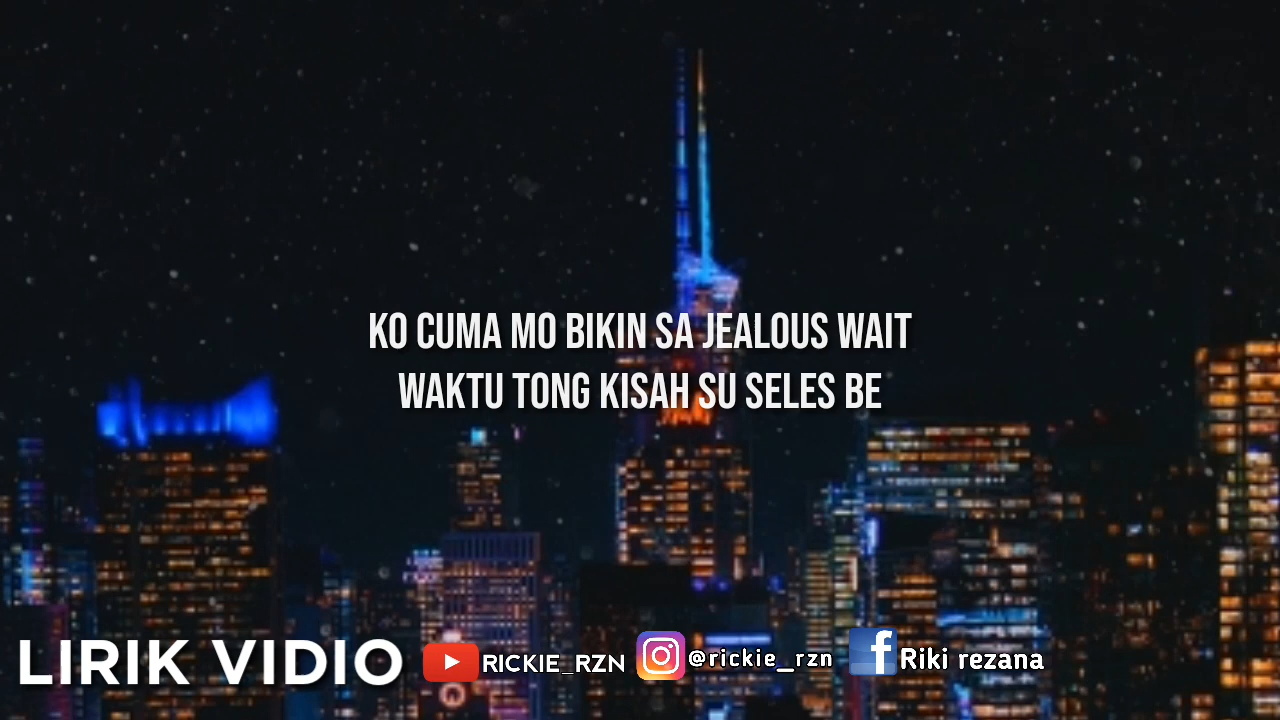 KO CUMA MO BIKIN SA JEALOUS WAIT
WAKTU TONG KISAH SU SELES BE
LIRIK VIDIO
RICKIE_RZN
@rickie_rzn
Riki rezana